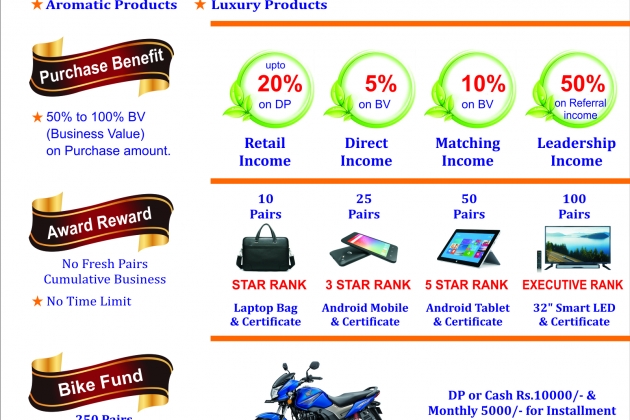 ★ Aromatic Products
★ Luxury Products
Purchase Benefit
★ 50% to 100% BV
(Business Value)
on Purchase amount.
upto
20%
on DP
Retail
Income
5%
on BV
Direct
Income
10%
on BV
Matching
Income
50%
on Referral
income
Leadership
Income
Award Reward
No Fresh Pairs
Cumulative Business
★ No Time Limit
10
Pairs
STAR RANK
Laptop Bag
& Certificate
25
Pairs
3 STAR RANK
Android Mobile
& Certificate
50
Pairs
5 STAR RANK
Android Tablet
& Certificate
100
Pairs
EXECUTIVE RANK
32" Smart LED
& Certificate
Bike Fund
250 Pairs
DP or Cash Rs.10000/- &
Monthly 5000/- for Installment